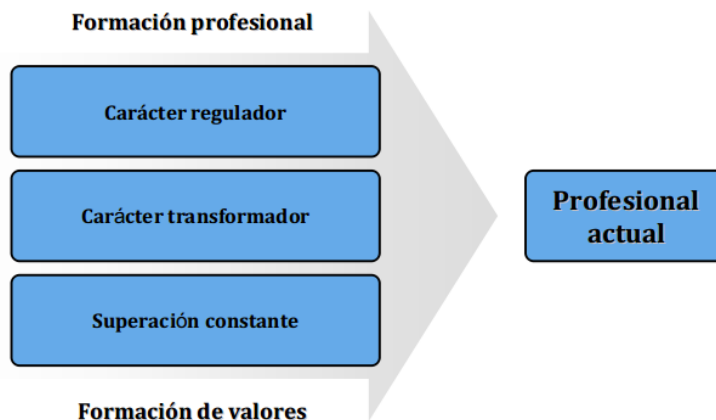 Formación profesional
Carácter regulador
Carácter transformador
Superación constante
Profesional
actual
Formación de valores